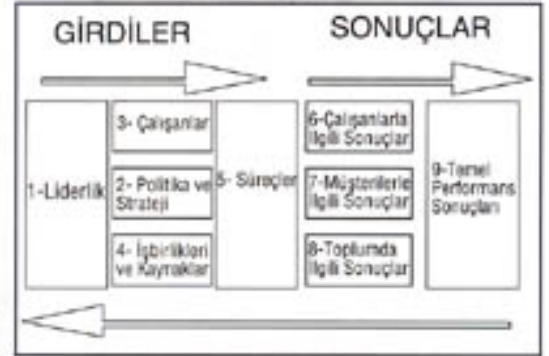 GİRDİLER
SONUÇLAR
1-Liderlik
3- Çalışanlar
2- Politika ve
Strateji
4- İşbirlikleri
ve Kaynaklar
5- Süreçler
6-Çalışanlarla
İlgili Sonuçlar
7-Müşterilerle
İlgili Sonuçlar
8-Toplumda
İlgili Sonuçlar
9-Temel
Performans
Sonuçları